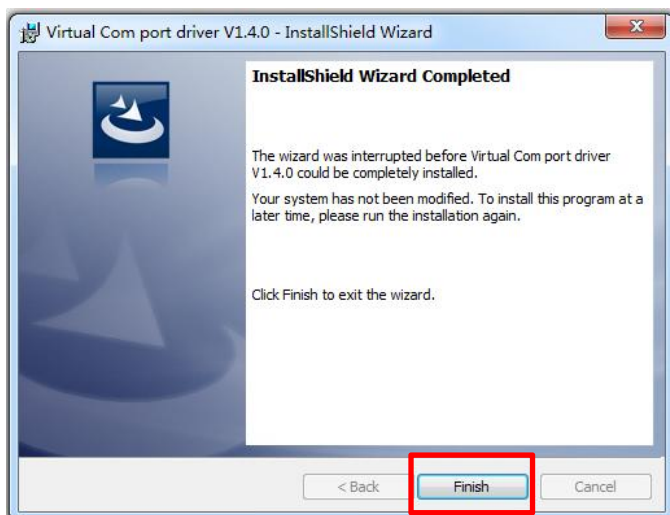 Virtual Com port driver V1.4.0 - InstallShield Wizard
InstallShield Wizard Completed
The wizard was interrupted before Virtual Com port driver
V1.4.0 could be completely installed.
Your system has not been modified. To install this program at a
later time, please run the installation again.
Click Finish to exit the wizard.
< Back
Finish
Cancel